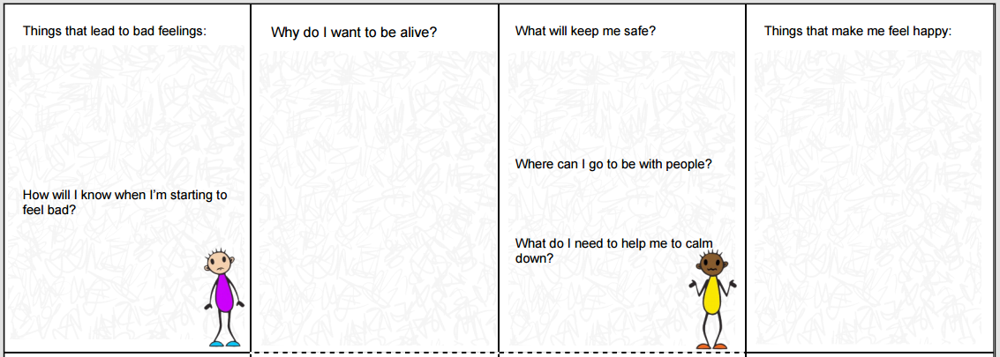 Things that lead to bad feelings:
How will I know when I’m starting to
feel bad?
Why do I want to be alive?
What will keep me safe?
Where can I go to be with people?
What do I need to help me to calm
down?
Things that make me feel happy: